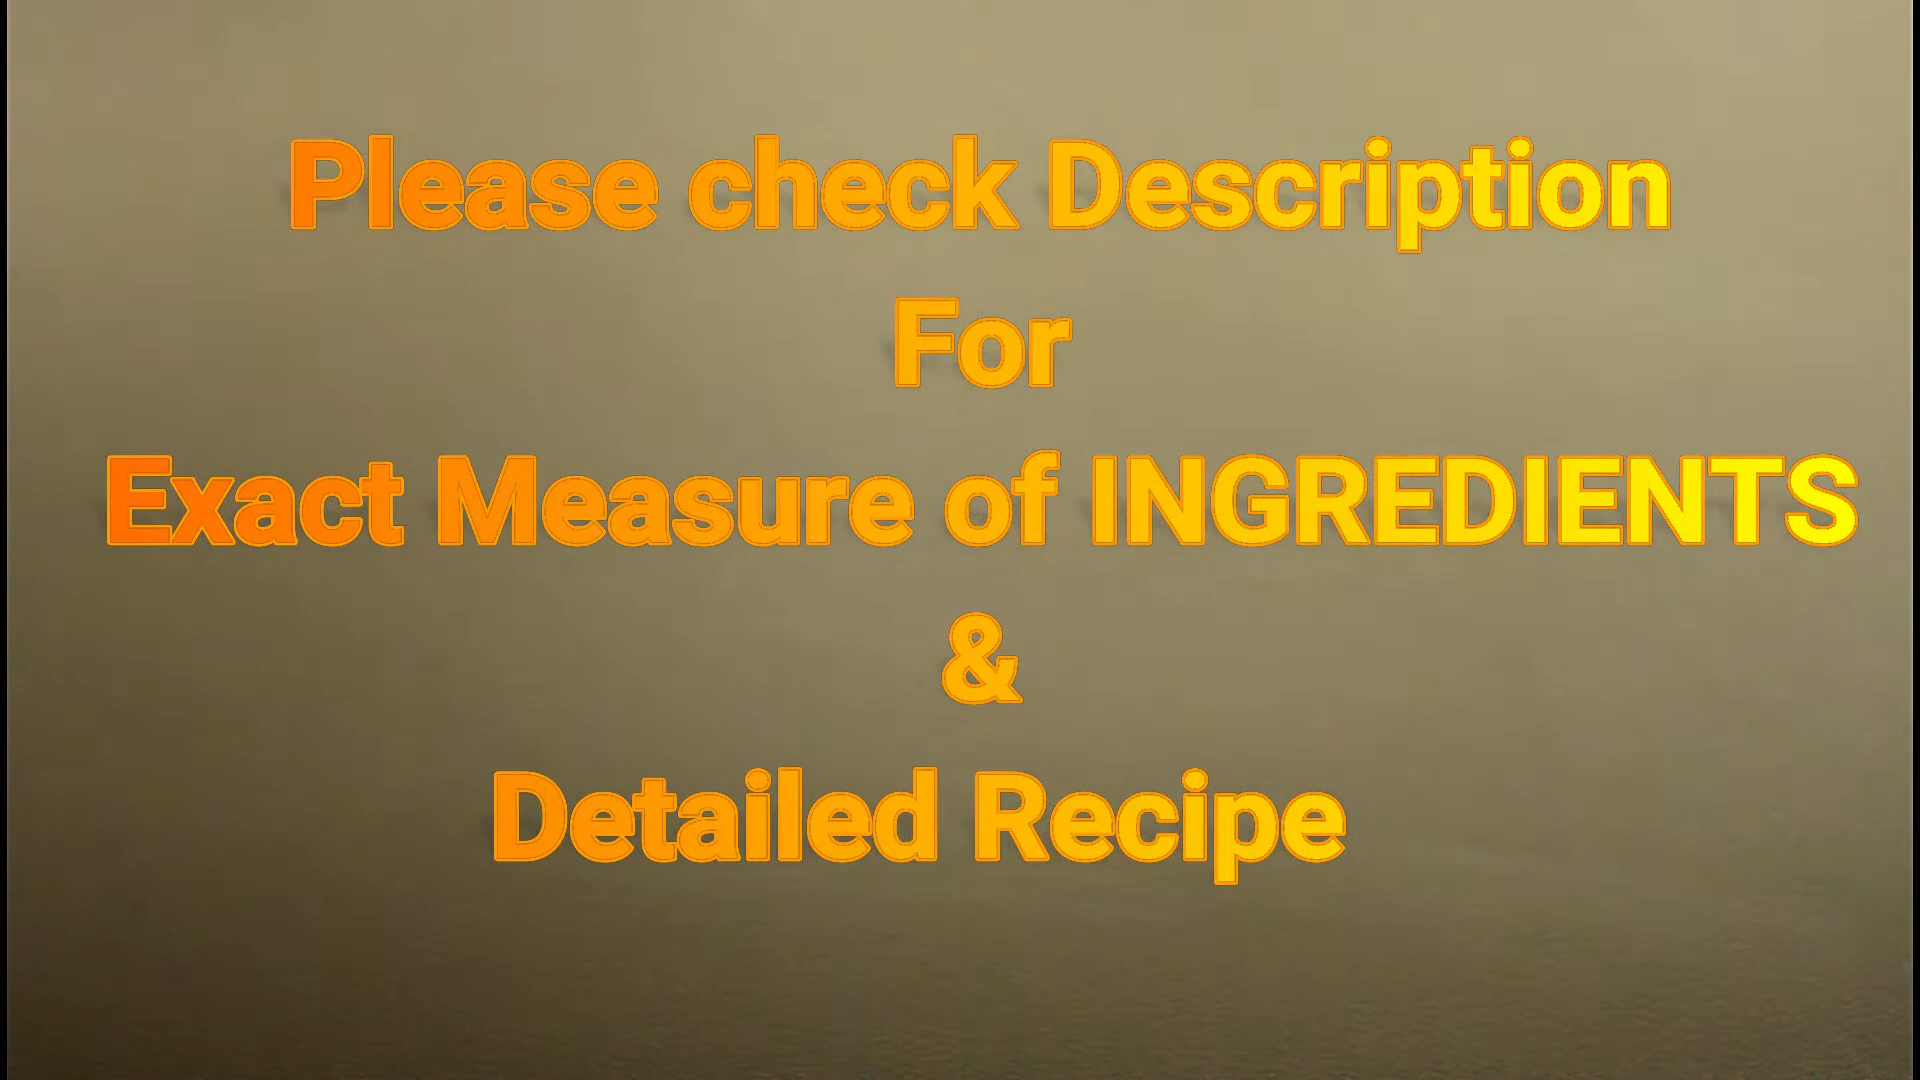 Please check Description
For
Exact Measure of INGREDIENTS
&
Detailed Recipe